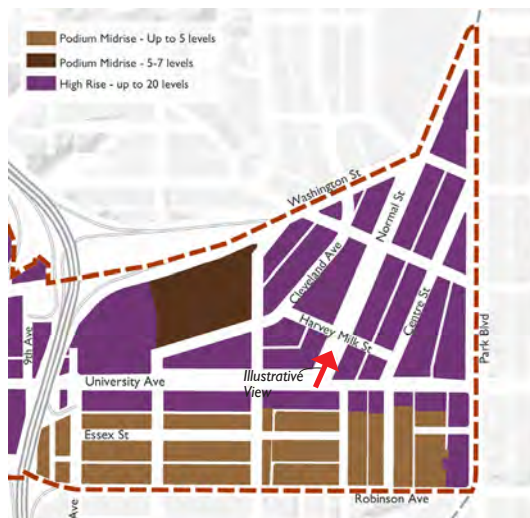 Podium Midrise - Up to 5 levels
Podium Midrise - 5-7 levels
High Rise - up to 20 levels
Washington St
Normal St
Cleveland Ave
Centre St
Harvey Milk St
Park Blvd
9th Ave
Illustrative
View
University Ave
Essex St
Robinson Ave
Ave